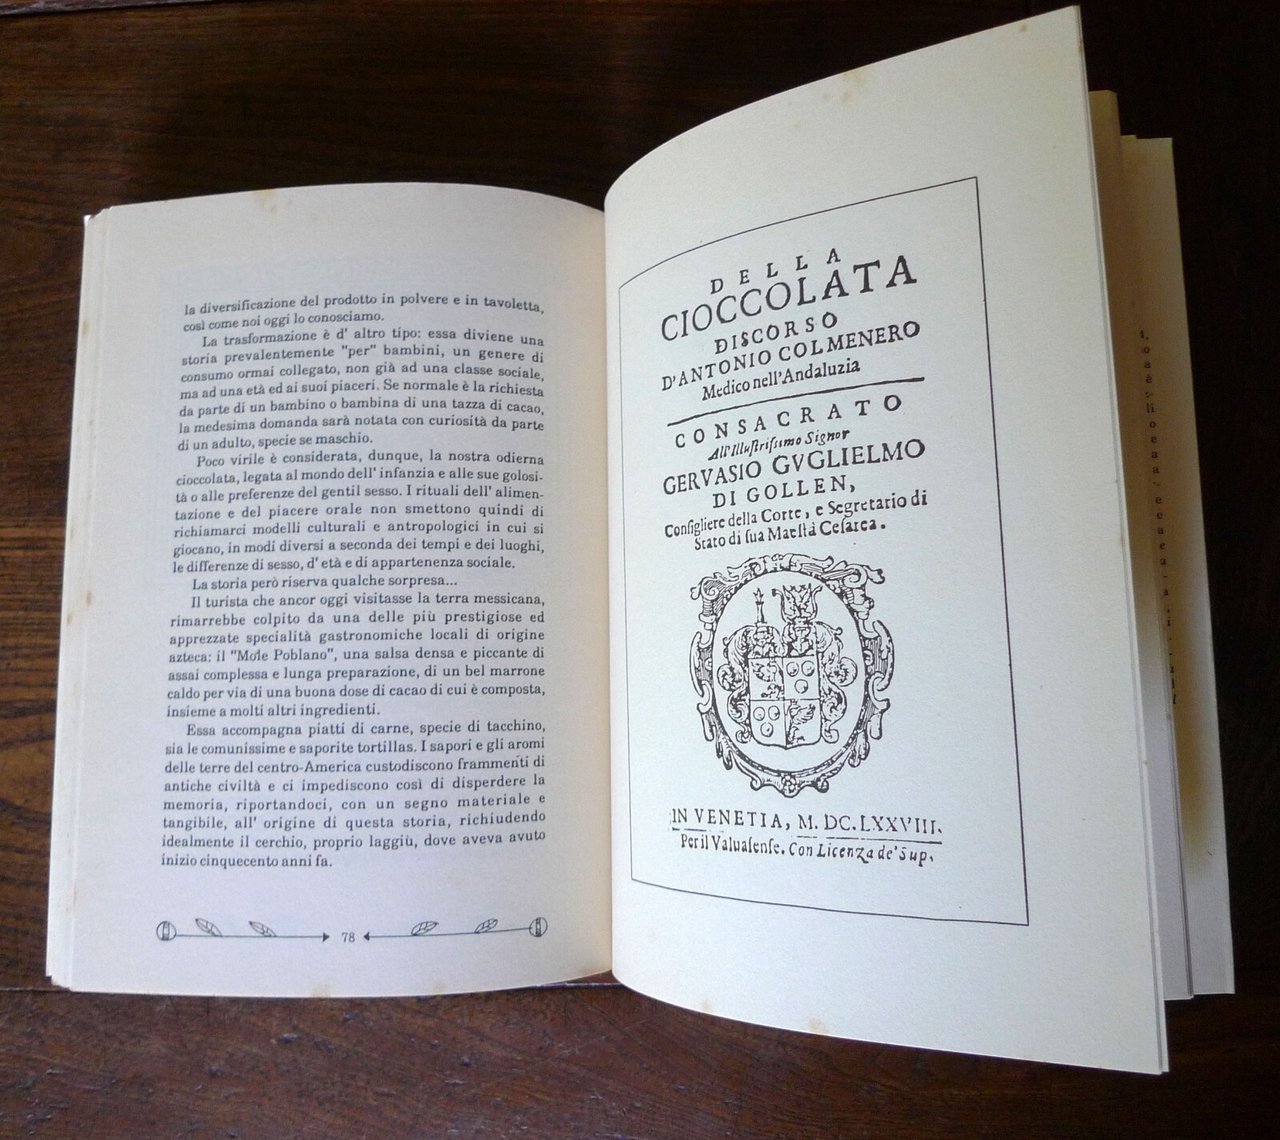 la diversificazione del prodotto in polvere e in tavoletta,
così come noi oggi lo conosciamo.
La trasformazione è d' altro tipo: essa diviene una
storia prevalentemente "per" bambini, un genere di
consumo ormai collegato, non già ad una classe sociale,
ma ad una età ed ai suoi piaceri. Se normale è la richiesta
da parte di un bambino o bambina di una tazza di cacao,
la medesima domanda sarà notata con curiosità da parte
di un adulto, specie se maschio.
Poco virile è considerata, dunque, la nostra odierna
cioccolata, legata al mondo dell' infanzia e alle sue golosi-
tà o alle preferenze del gentil sesso. I rituali dell' alimen-
tazione e del piacere orale non smettono quindi di
richiamarci modelli culturali e antropologici in cui si
giocano, in modi diversi a seconda dei tempi e dei luoghi,
le differenze di sesso, d' età e di appartenenza sociale.
La storia però riserva qualche sorpresa...
Il turista che ancor oggi visitasse la terra messicana,
rimarrebbe colpito da una delle più prestigiose ed
apprezzate specialità gastronomiche locali di origine
azteca: il "Mole Poblano", una salsa densa e piccante di
assai complessa e lunga preparazione, di un bel marrone
caldo per via di una buona dose di cacao di cui è composta,
insieme a molti altri ingredienti.
Essa accompagna piatti di carne, specie di tacchino,
sia le comunissime e saporite tortillas. I sapori e gli aromi
delle terre del centro-America custodiscono frammenti di
antiche civiltà e ci impediscono così di disperdere la
memoria, riportandoci, con un segno materiale e
tangibile, all' origine di questa storia, richiudendo
idealmente il cerchio, proprio laggiù, dove aveva avuto
inizio cinquecento anni fa.
78
DELLA
CIOCCOLATA
DISCORSO
D'ANTONIO COLMENERO
Medico nell'Andaluzia
CONSACRATO
All'Illustrissimo Signor
GERVASIO GVGLIELMO
DI GOLLEN,
Consigliere della Corte, e Segretario di
Stato di sua Maestà Cesarea.
IN VENETIA, M. DC. LXXVIII.
Per il Valuasense. Con Licenza de' Sup.